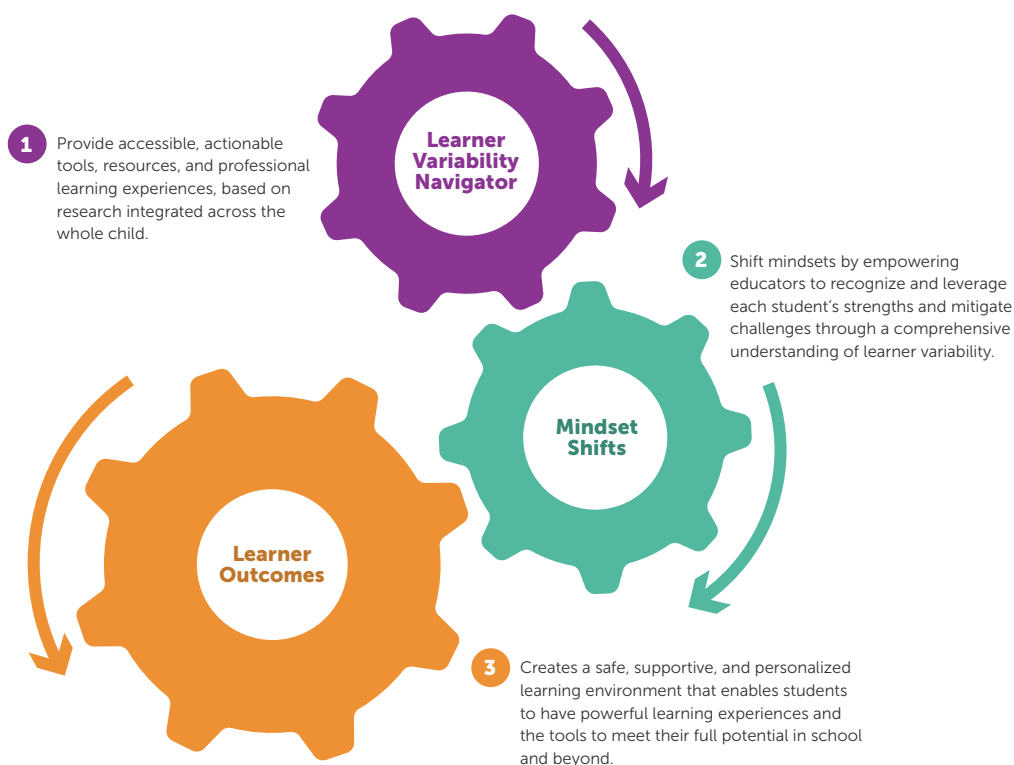 Learner
Variability
Navigator
1
Provide accessible, actionable
tools, resources, and professional
learning experiences, based on
research integrated across the
whole child.
2
Shift mindsets by empowering
educators to recognize and leverage
each student’s strengths and mitigate
challenges through a comprehensive
understanding of learner variability.
Mindset
Shifts
Learner
Outcomes
3
Creates a safe, supportive, and personalized
learning environment that enables students
to have powerful learning experiences and
the tools to meet their full potential in school
and beyond.